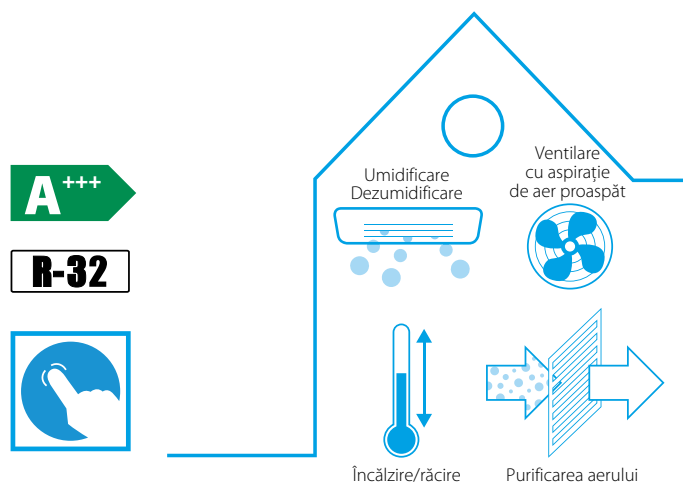 A+++
R-32
Umidificare
Dezumidificare
Ventilare
cu aspirație
de aer proaspăt
Încălzire/răcire
Purificarea aerului